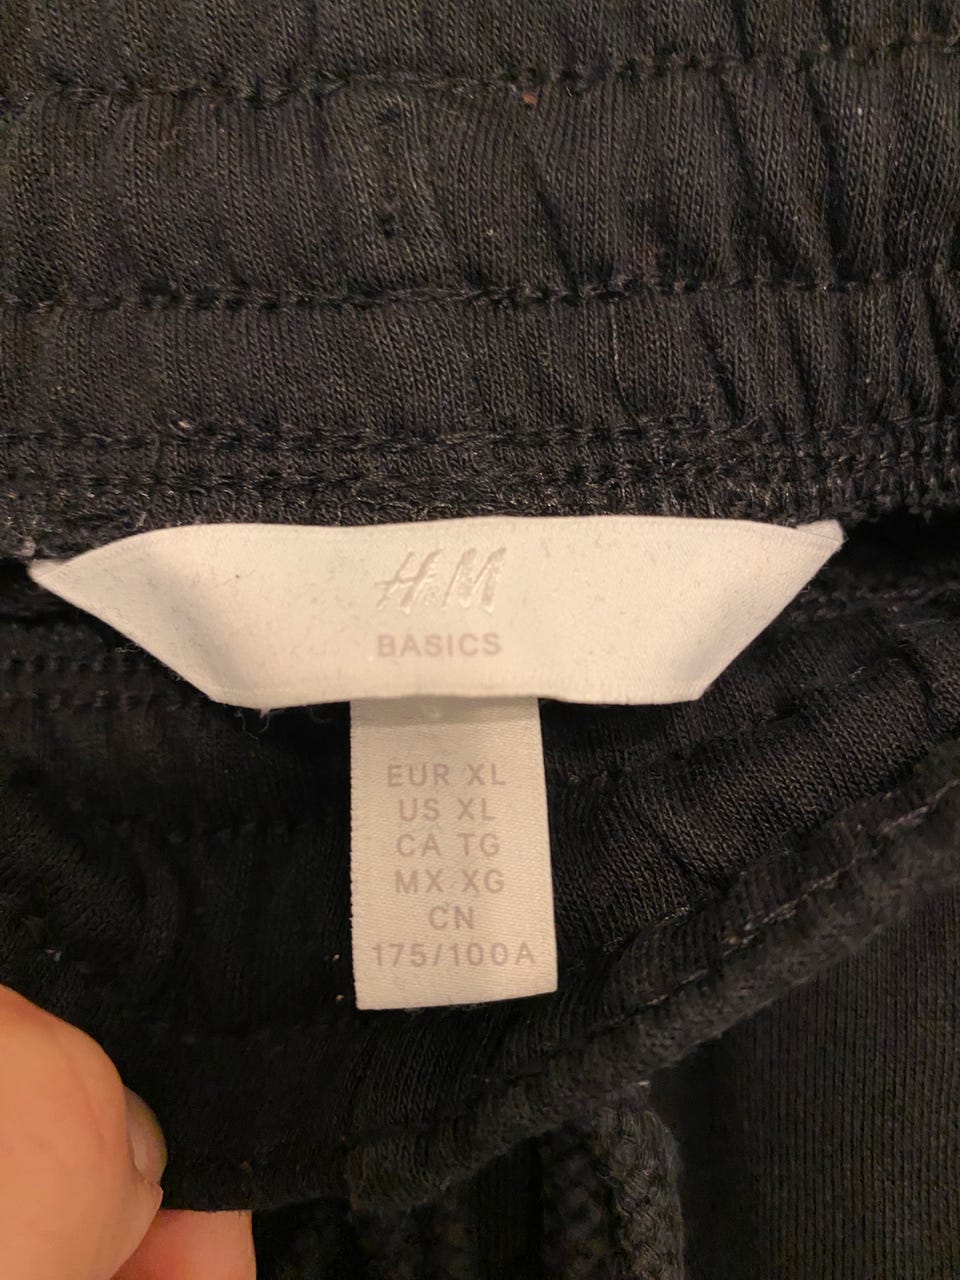 H&M
BASICS
EUR XL
US XL
CA TG
MX XG
CN
175/100A